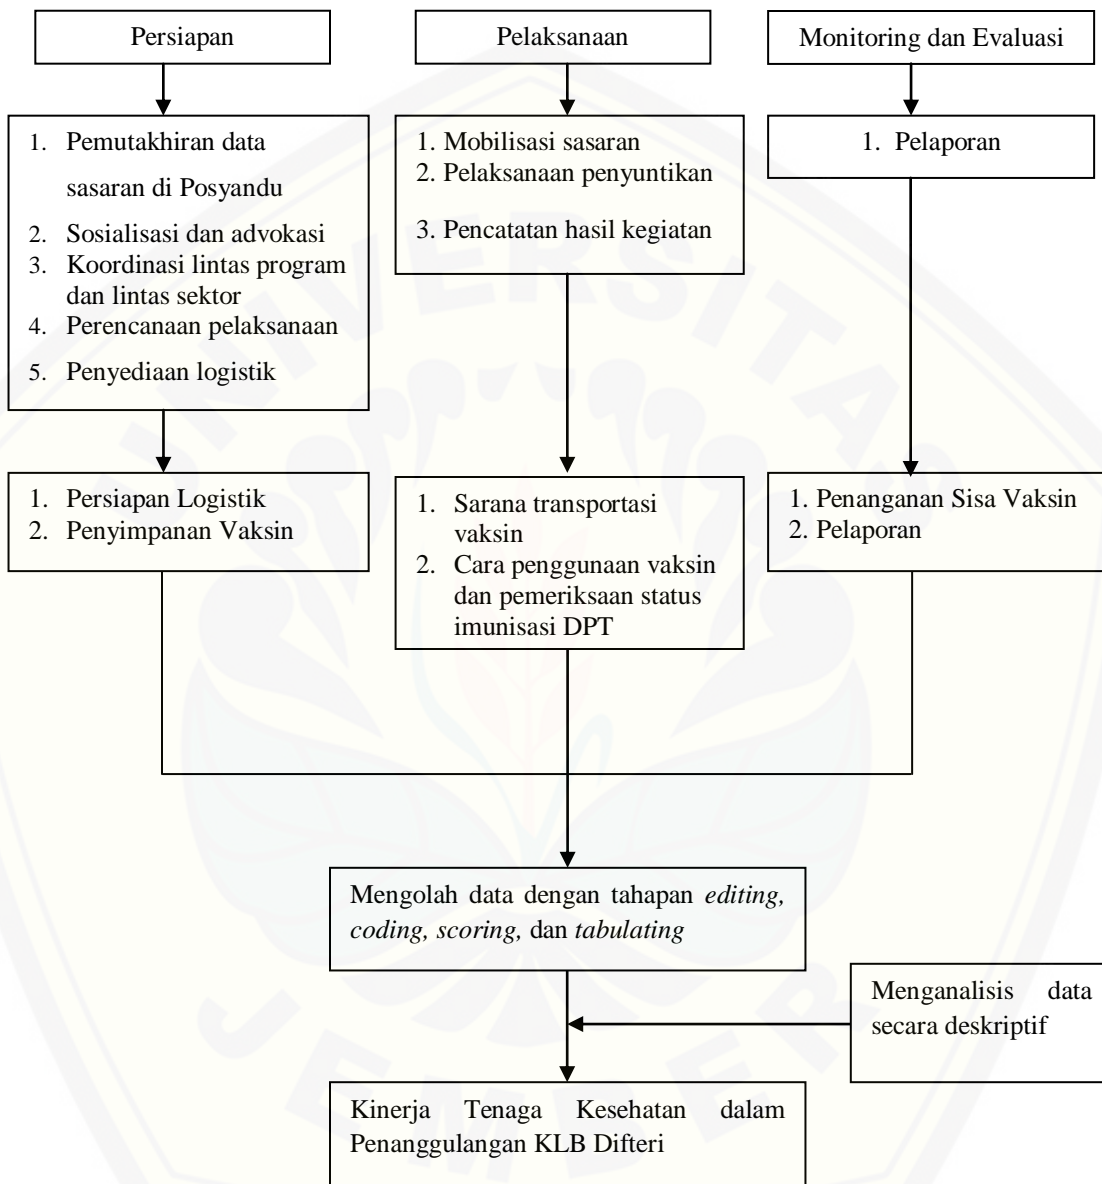 Persiapan
Pelaksanaan
Monitoring dan Evaluasi
1. Pemutakhiran data
sasaran di Posyandu
2. Sosialisasi dan advokasi
3. Koordinasi lintas program
dan lintas sektor
4. Perencanaan pelaksanaan
5. Penyediaan logistik
1. Mobilisasi sasaran
2. Pelaksanaan penyuntikan
3. Pencatatan hasil kegiatan
1. Pelaporan
1. Persiapan Logistik
2. Penyimpanan Vaksin
1. Sarana transportasi
vaksin
2. Cara penggunaan vaksin
dan pemeriksaan status
imunisasi DPT
1. Penanganan Sisa Vaksin
2. Pelaporan
Mengolah data dengan tahapan editing,
coding, scoring, dan tabulating
Menganalisis data
secara deskriptif
Kinerja Tenaga Kesehatan dalam
Penanggulangan KLB Difteri
UNIVERSITAS
JEMBER